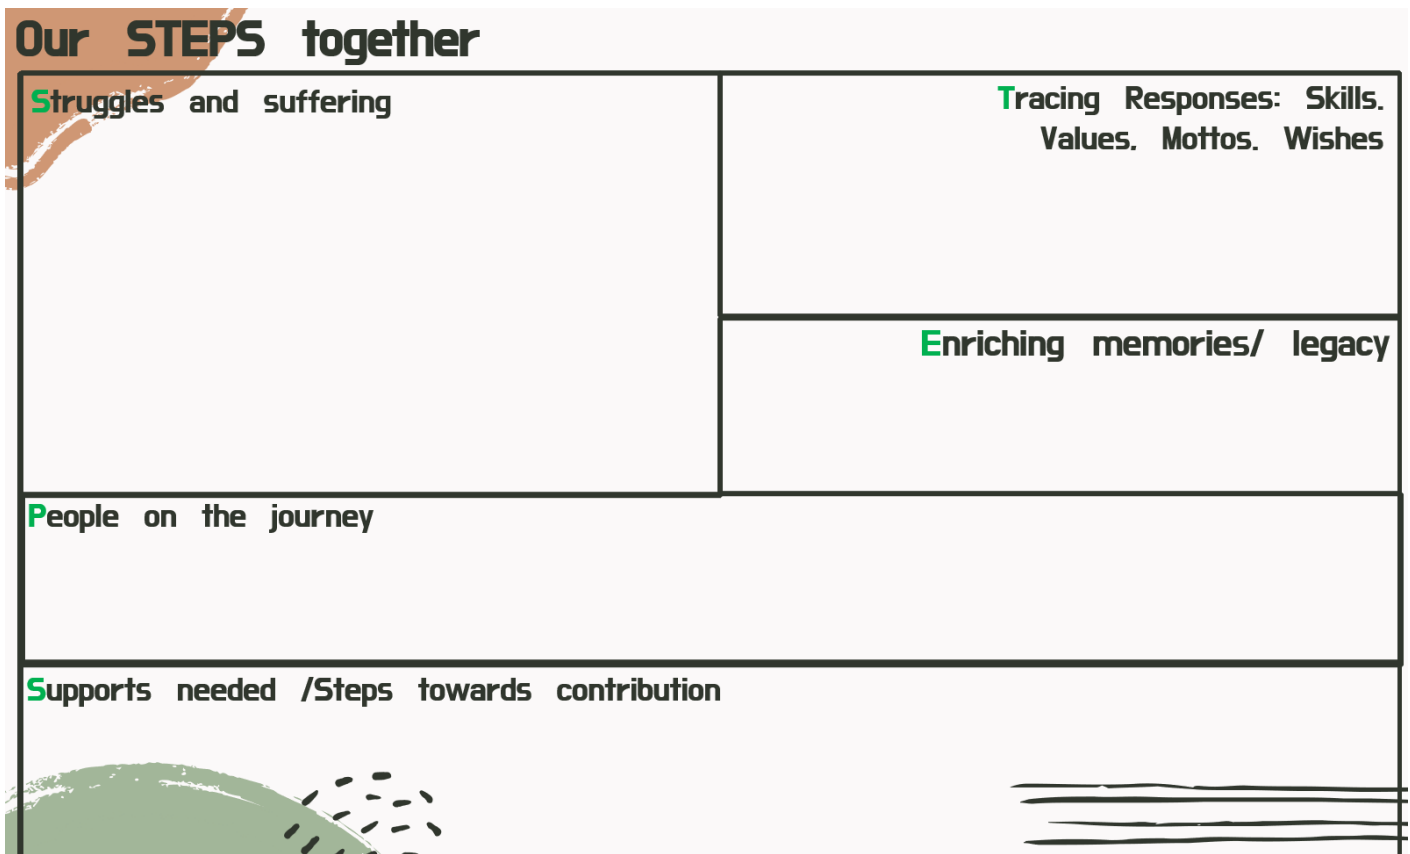 Our STEPS together
Struggles and suffering
Tracing Responses: Skills.
Values. Mottos. Wishes
Enriching memories/ legacy
People on the journey
Supports needed /Steps towards contribution